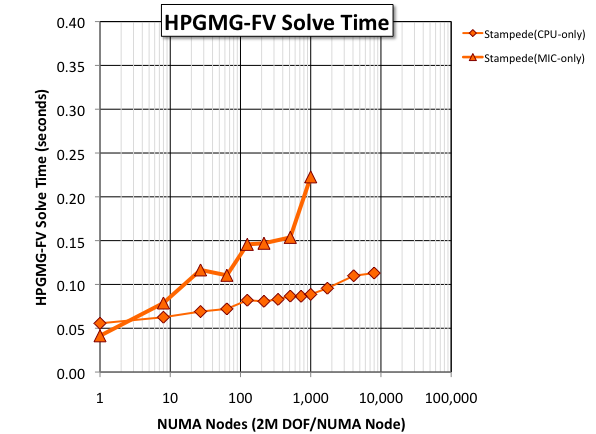 HPGMG-FV Solve Time
Stampede(CPU-only)
Stampede(MIC-only)
HPGMG-FV Solve Time (seconds)
0.40
0.35
0.30
0.25
0.20
0.15
0.10
0.05
0.00
1 10 100 1,000 10,000 100,000
NUMA Nodes (2M DOF/NUMA Node)